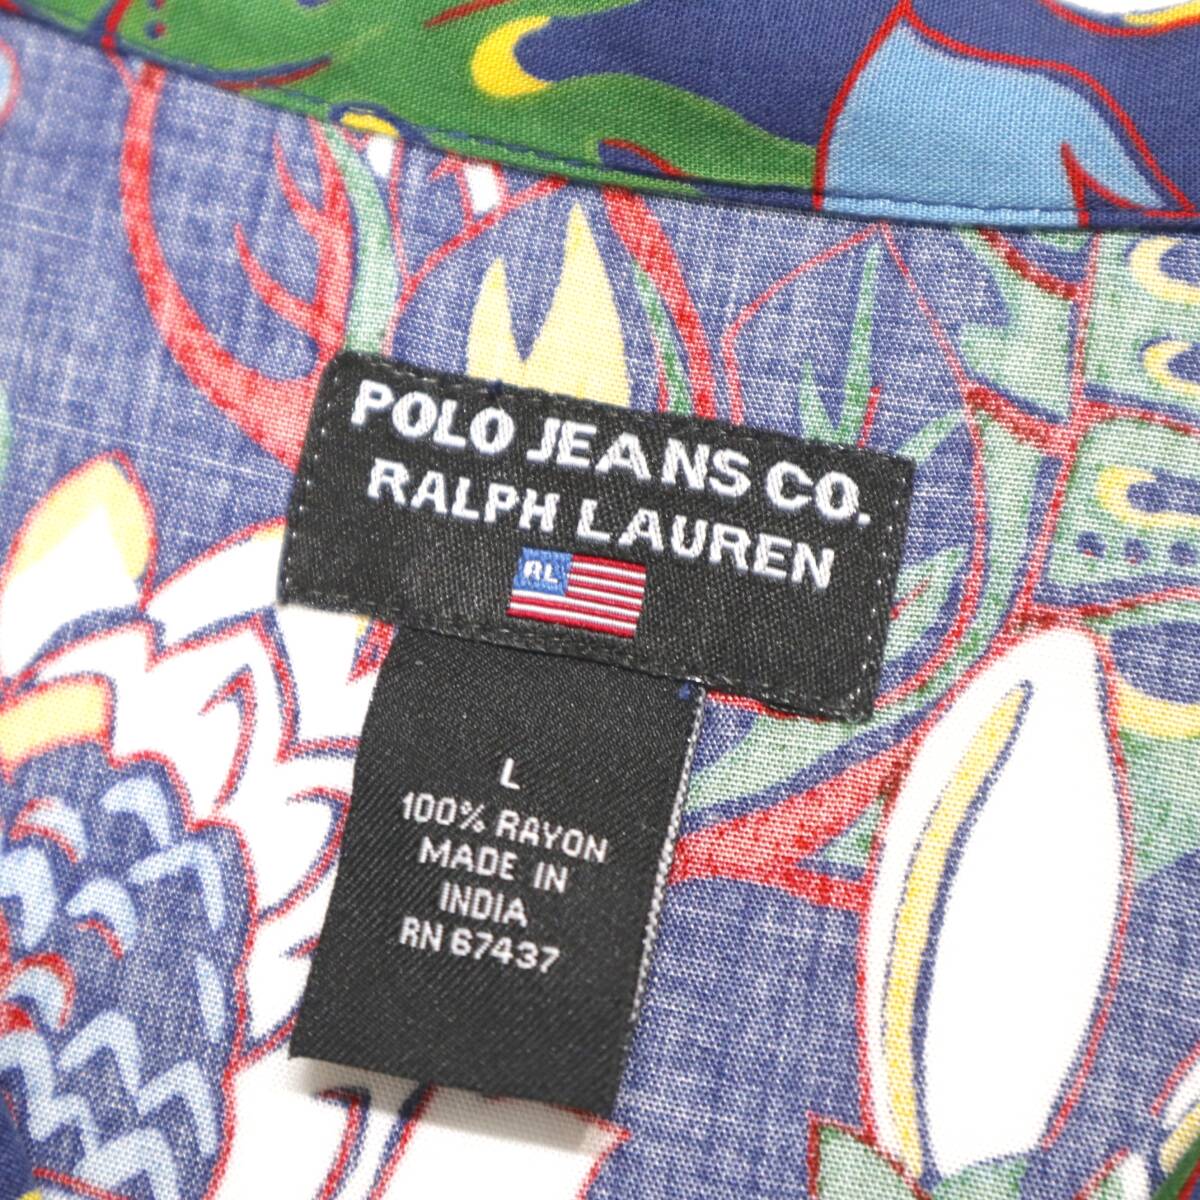 POLO JEANS CO.
RALPH LAUREN
RL
L
100% RAYON
MADE IN
INDIA
RN 67437